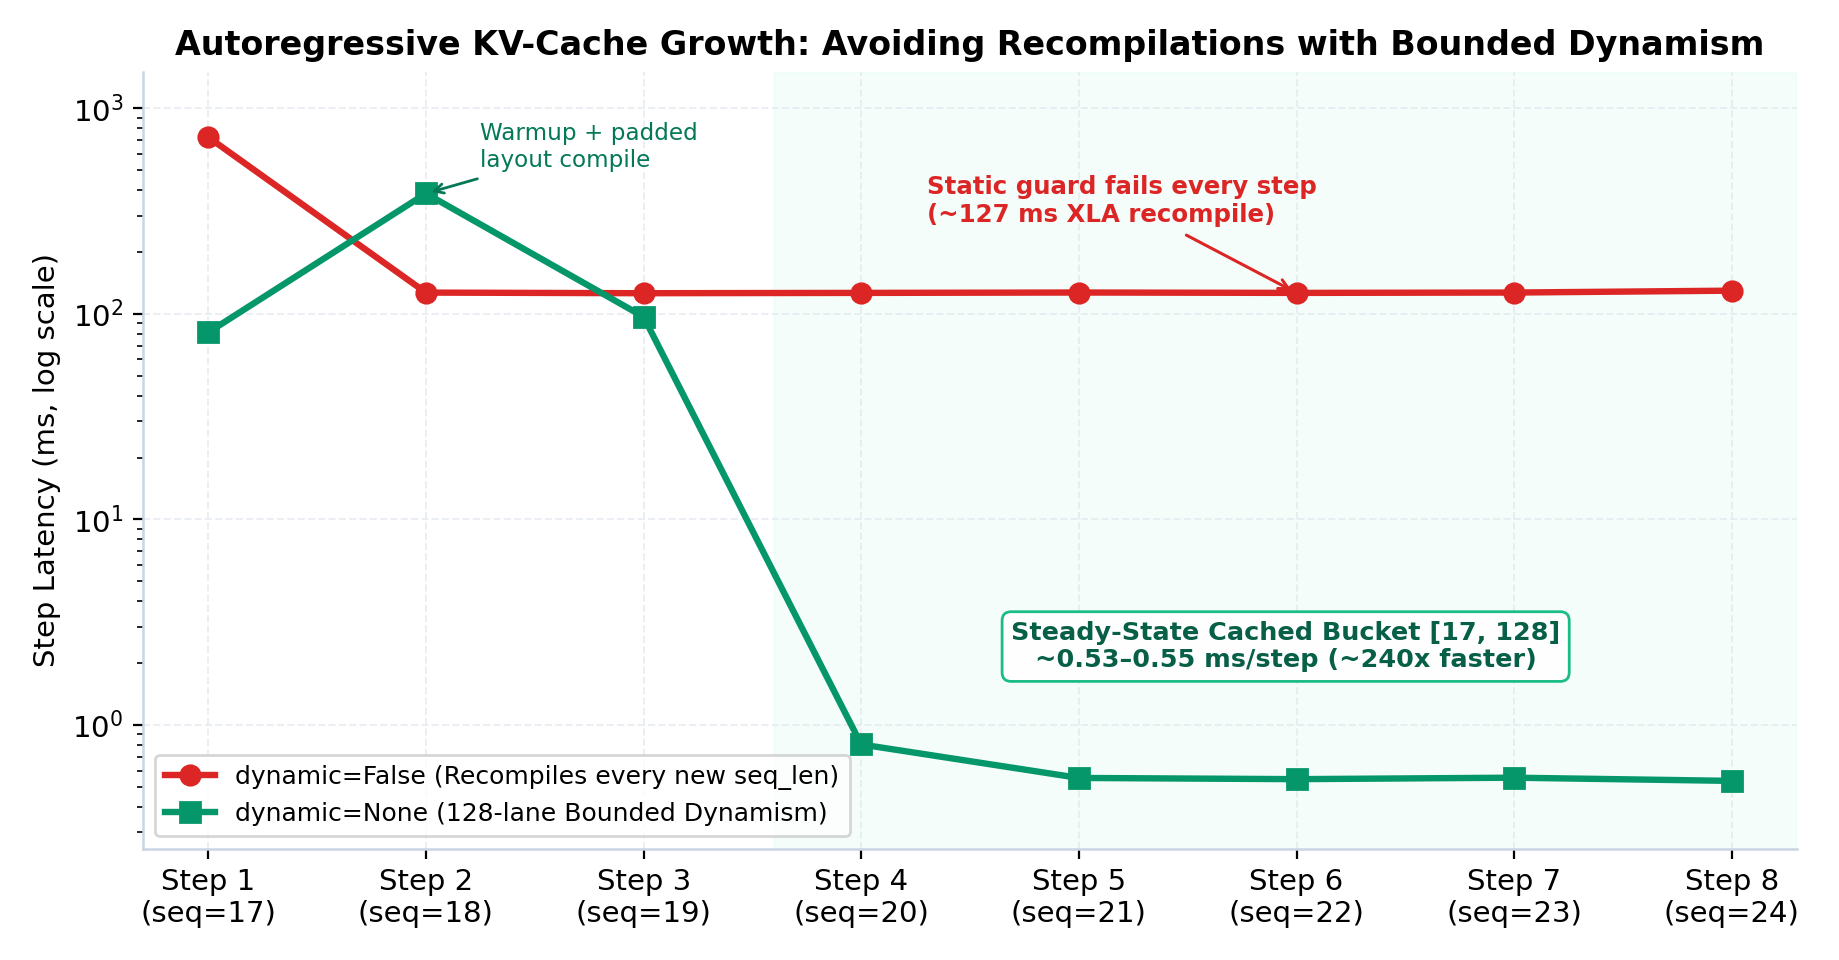 Autoregressive KV-Cache Growth: Avoiding Recompilations with Bounded Dynamism
Step Latency (ms, log scale)
10³
10²
10¹
10⁰
Warmup + padded
layout compile
Static guard fails every step
(~127 ms XLA recompile)
Steady-State Cached Bucket [17, 128]
~0.53–0.55 ms/step (~240x faster)
dynamic=False (Recompiles every new seq_len)
dynamic=None (128-lane Bounded Dynamism)
Step 1
(seq=17)
Step 2
(seq=18)
Step 3
(seq=19)
Step 4
(seq=20)
Step 5
(seq=21)
Step 6
(seq=22)
Step 7
(seq=23)
Step 8
(seq=24)